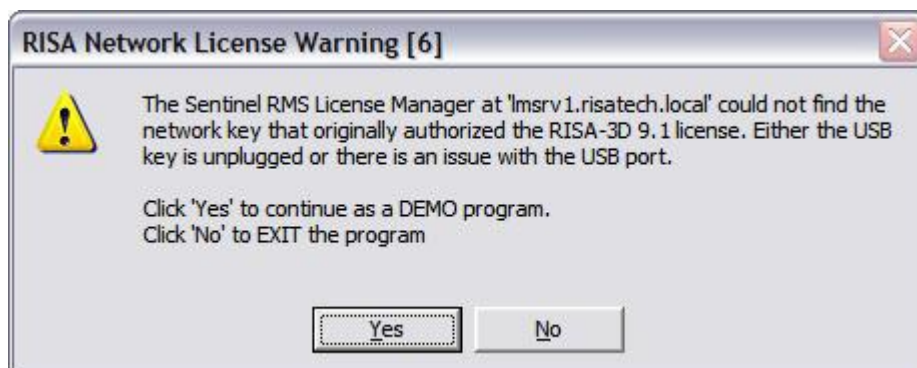 RISA Network License Warning [6]
The Sentinel RMS License Manager at 'lmsrv1.risatech.local' could not find the
network key that originally authorized the RISA-3D 9.1 license. Either the USB
key is unplugged or there is an issue with the USB port.
Click 'Yes' to continue as a DEMO program.
Click 'No' to EXIT the program
Yes
No